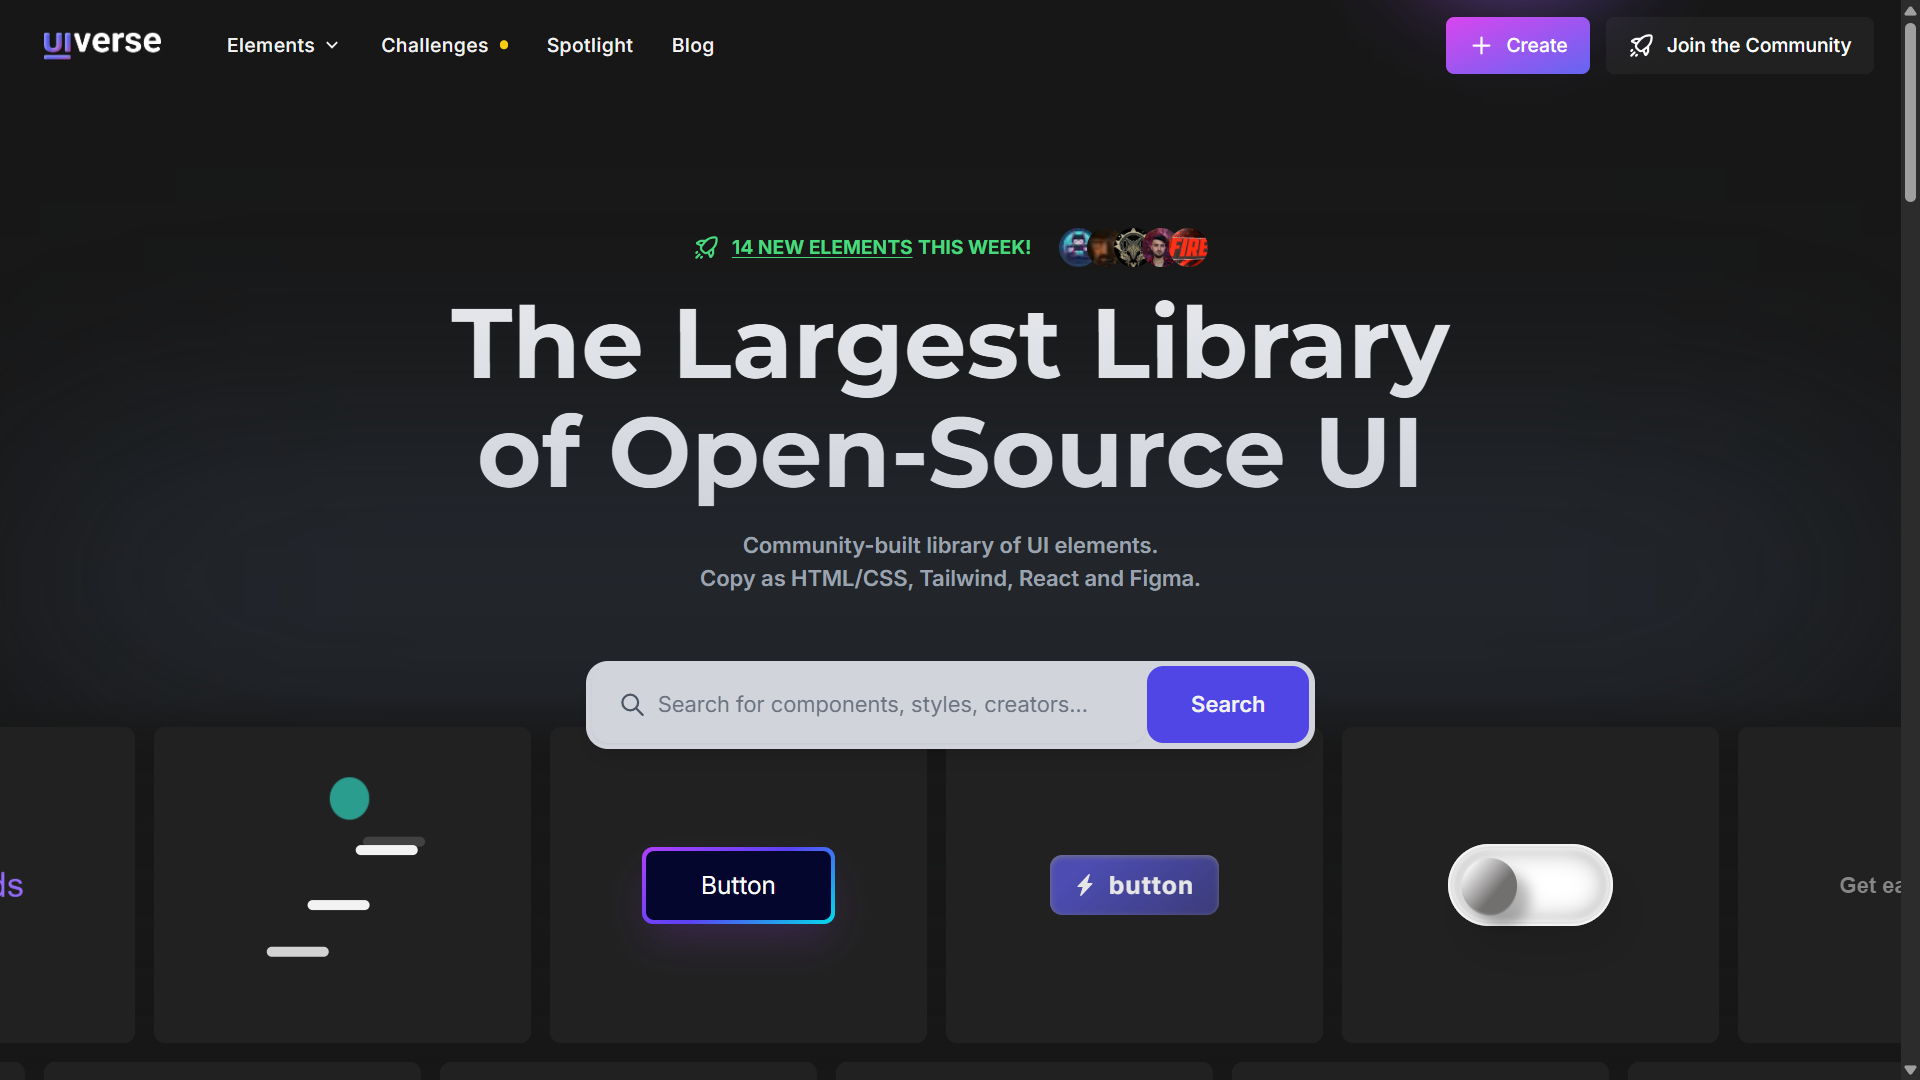 uiverse
Elements
Challenges
Spotlight
Blog
Create
Join the Community
14 NEW ELEMENTS THIS WEEK!
FIRE
The Largest Library
of Open-Source UI
Community-built library of UI elements.
Copy as HTML/CSS, Tailwind, React and Figma.
Search for components, styles, creators...
Search
ds
Button
button
Get ea